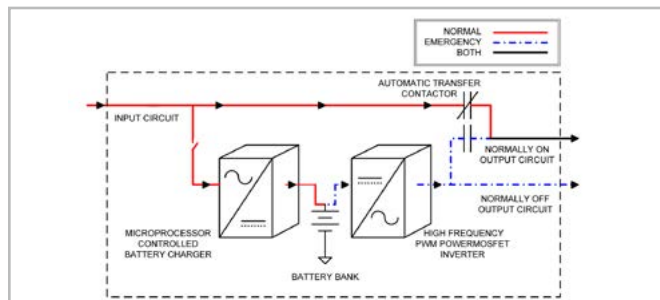 NORMAL
EMERGENCY
BOTH
AUTOMATIC TRANSFER
CONTACTOR
INPUT CIRCUIT
NORMALLY ON
OUTPUT CIRCUIT
NORMALLY OFF
OUTPUT CIRCUIT
MICROPROCESSOR
CONTROLLED
BATTERY CHARGER
HIGH FREQUENCY
PWM POWERMOSFET
INVERTER
BATTERY BANK